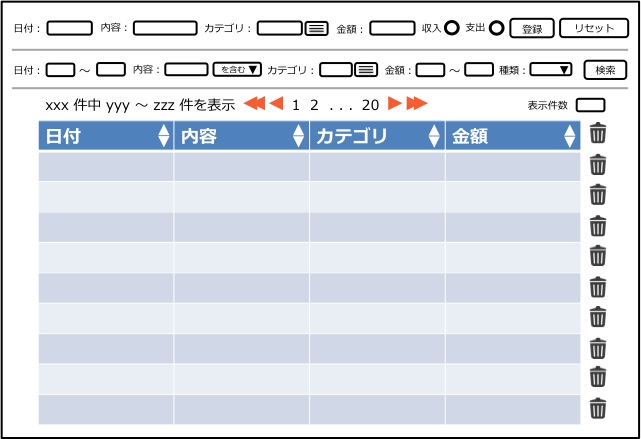 日付： 内容： カテゴリ： 金額： 収入 支出 登録 リセット
日付： ～ 内容： を含む▼ カテゴリ： 金額： ～ 種類： ▼ 検索
xxx 件中 yyy ～ zzz 件を表示 1 2 ... 20 表示件数
日付 内容 カテゴリ 金額